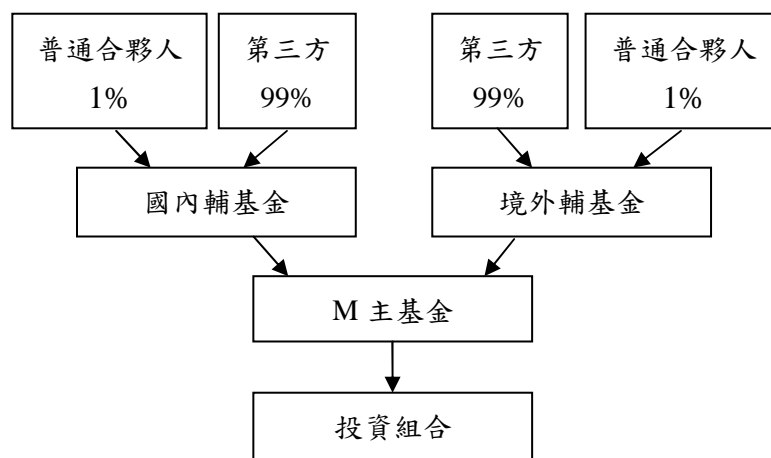 普通合夥人
1%
第三方
99%
第三方
99%
普通合夥人
1%
國內輔基金
境外輔基金
M 主基金
投資組合